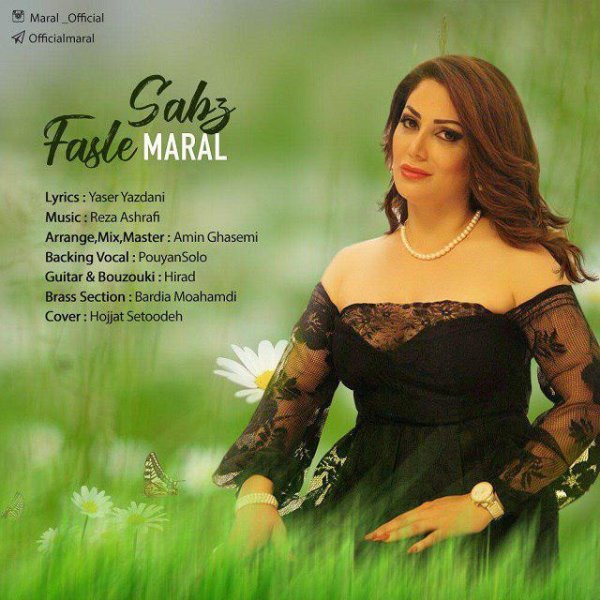 Maral _Official
Officialmaral
Sabz
Fasle MARAL
Lyrics : Yaser Yazdani
Music : Reza Ashrafi
Arrange,Mix,Master : Amin Ghasemi
Backing Vocal : PouyanSolo
Guitar & Bouzouki : Hirad
Brass Section : Bardia Moahamdi
Cover : Hojjat Setoodeh